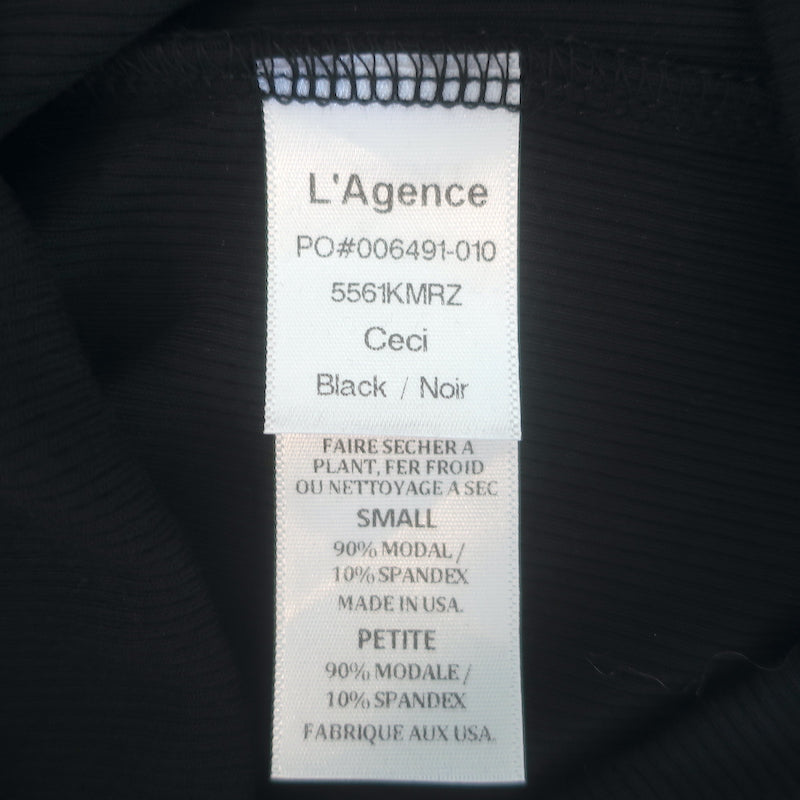 L'Agence
PO#006491-010
5561KMRZ
Ceci
Black / Noir
FAIRE SECHER A
PLANT, FER FROID
OU NETTOYAGE A SEC
SMALL
90% MODAL /
10% SPANDEX
MADE IN USA.
PETITE
90% MODALE /
10% SPANDEX
FABRIQUE AUX USA.